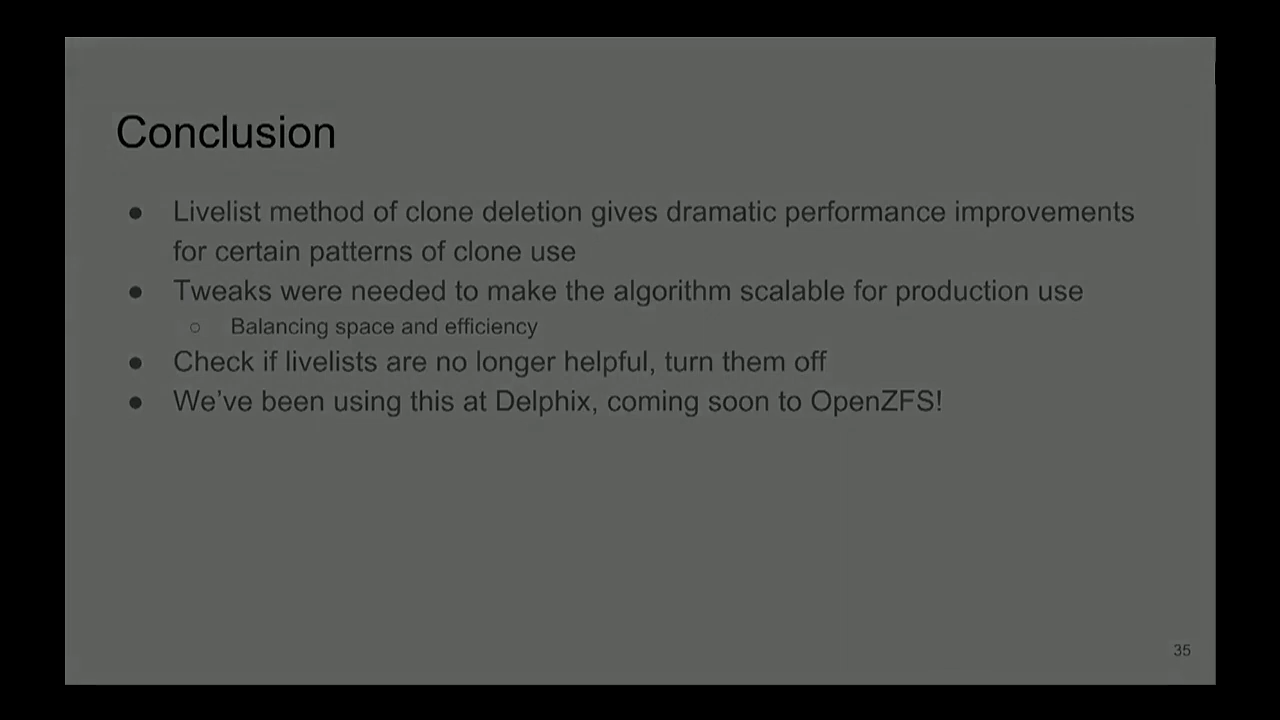 Conclusion
● Livelist method of clone deletion gives dramatic performance improvements
for certain patterns of clone use
● Tweaks were needed to make the algorithm scalable for production use
○ Balancing space and efficiency
● Check if livelists are no longer helpful, turn them off
● We’ve been using this at Delphix, coming soon to OpenZFS!
35